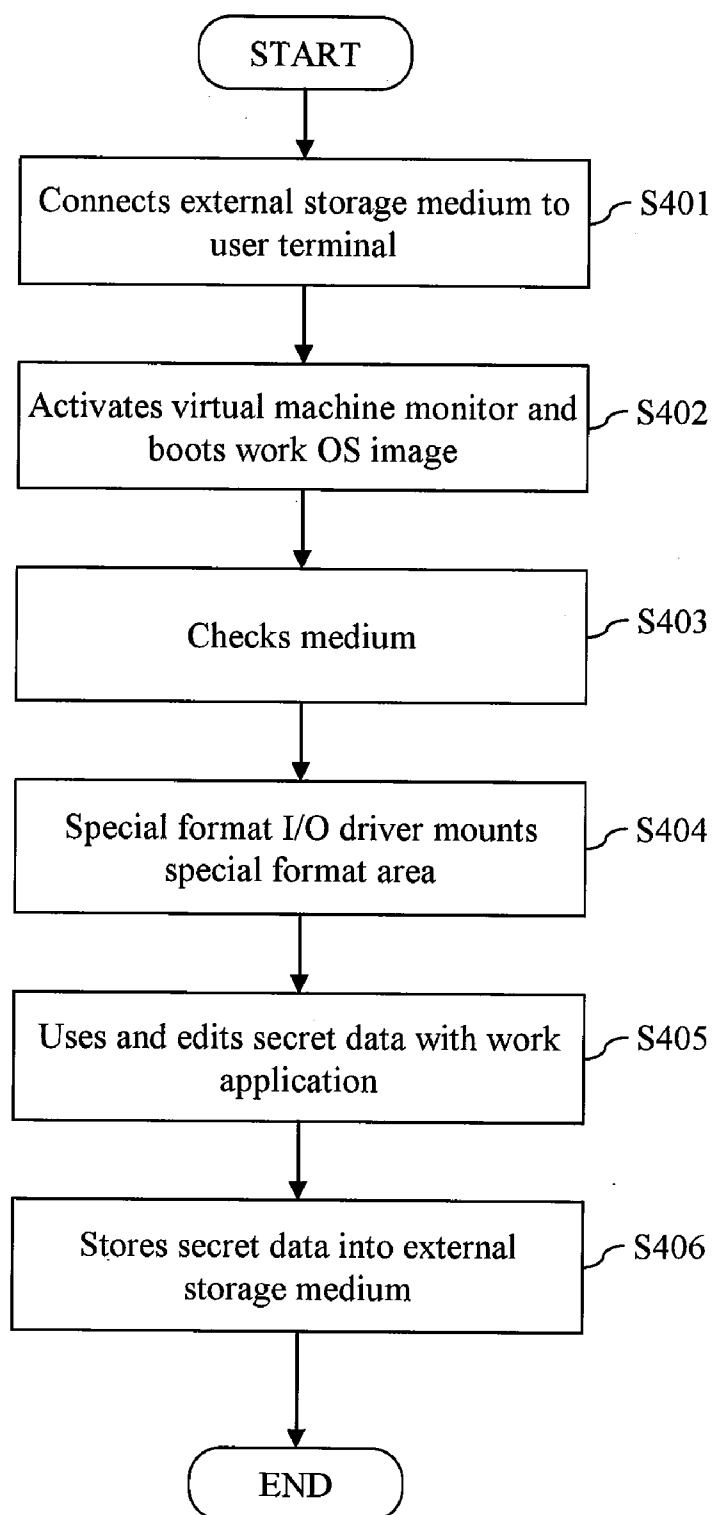 START
Connects external storage medium to
user terminal
S401
Activates virtual machine monitor and
boots work OS image
S402
Checks medium
S403
Special format I/O driver mounts
special format area
S404
Uses and edits secret data with work
application
S405
Stores secret data into external
storage medium
S406
END